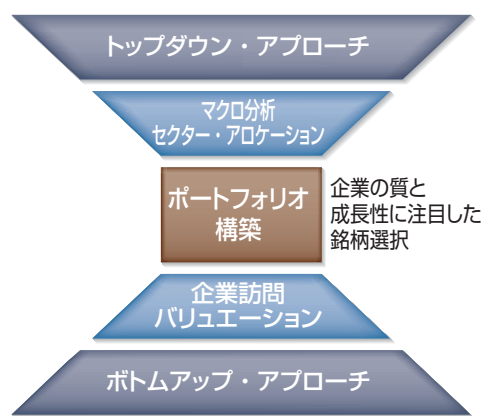 トップダウン・アプローチ
マクロ分析
セクター・アロケーション
ポートフォリオ
構築
企業の質と
成長性に注目した
銘柄選択
企業訪問
バリュエーション
ボトムアップ・アプローチ